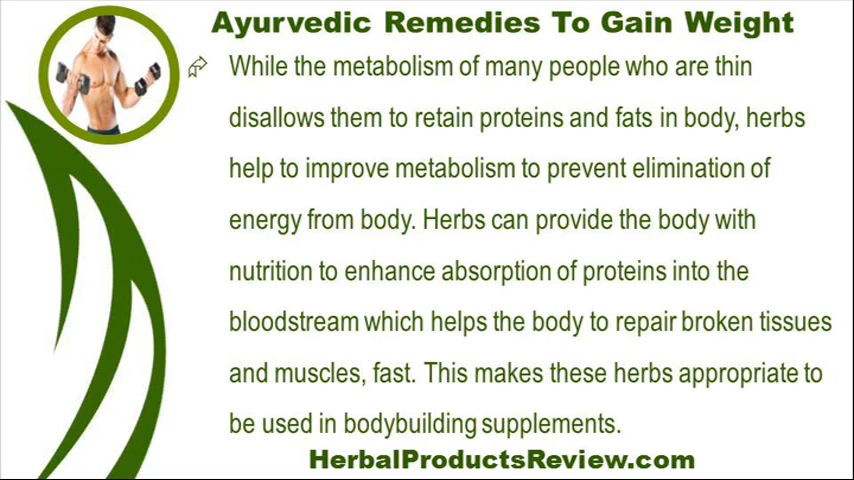 Ayurvedic Remedies To Gain Weight
While the metabolism of many people who are thin
disallows them to retain proteins and fats in body, herbs
help to improve metabolism to prevent elimination of
energy from body. Herbs can provide the body with
nutrition to enhance absorption of proteins into the
bloodstream which helps the body to repair broken tissues
and muscles, fast. This makes these herbs appropriate to
be used in bodybuilding supplements.
HerbalProductsReview.com